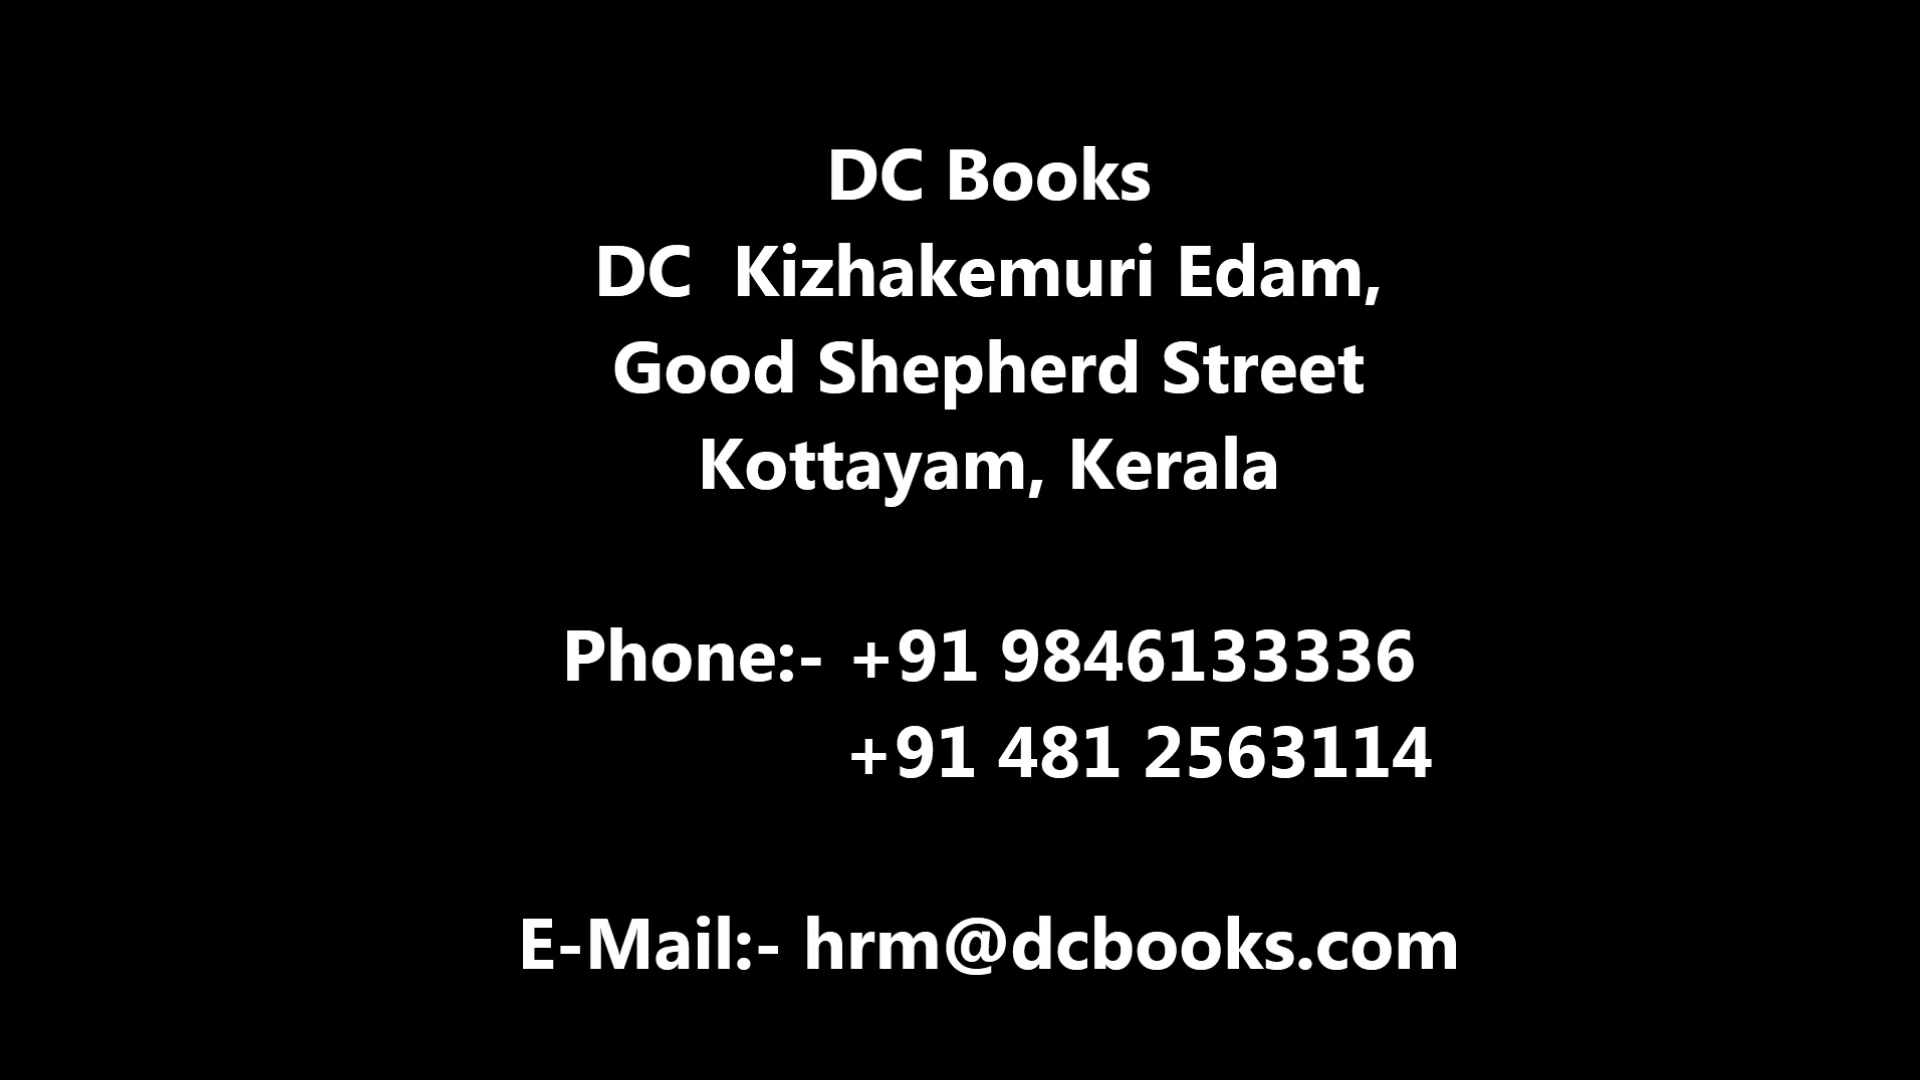 DC Books
DC  Kizhakemuri Edam,
Good Shepherd Street
Kottayam, Kerala
Phone:- +91 9846133336
+91 481 2563114
E-Mail:- hrm@dcbooks.com